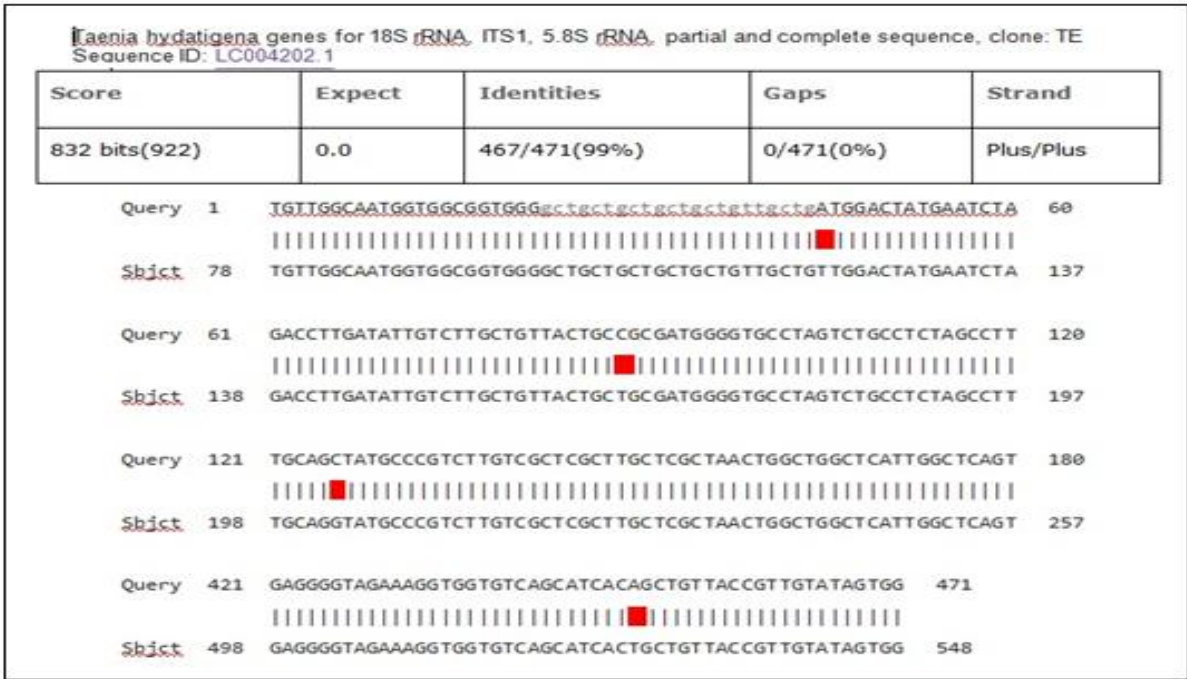 Taenia hydatigena genes for 18S rRNA, ITS1, 5.8S rRNA, partial and complete sequence, clone: TE
Sequence ID: LC004202.1
Score Expect Identities Gaps Strand
832 bits(922) 0.0 467/471(99%) 0/471(0%) Plus/Plus
Query 1 TGTTGGCAATGGTGGCGGTGGGgctgctgctgctgctgttgctgATGGACTATGAATCTA 60
Sbjct 78 TGTTGGCAATGGTGGCGGTGGGGCTGCTGCTGCTGCTGTTGCTGTTGGACTATGAATCTA 137
Query 61 GACCTTGATATTGTCTTGCTGTTACTGCCGCGATGGGGTGCCTAGTCTGCCTCTAGCCTT 120
Sbjct 138 GACCTTGATATTGTCTTGCTGTTACTGCTGCGATGGGGTGCCTAGTCTGCCTCTAGCCTT 197
Query 121 TGCAGCTATGCCCGTCTTGTCGCTCGCTTGCTCGCTAACTGGCTGGCTCATTGGCTCAGT 180
Sbjct 198 TGCAGGTATGCCCGTCTTGTCGCTCGCTTGCTCGCTAACTGGCTGGCTCATTGGCTCAGT 257
Query 421 GAGGGGTAGAAAGGTGGTGTCAGCATCACAGCTGTTACCGTTGTATAGTGG 471
Sbjct 498 GAGGGGTAGAAAGGTGGTGTCAGCATCACTGCTGTTACCGTTGTATAGTGG 548